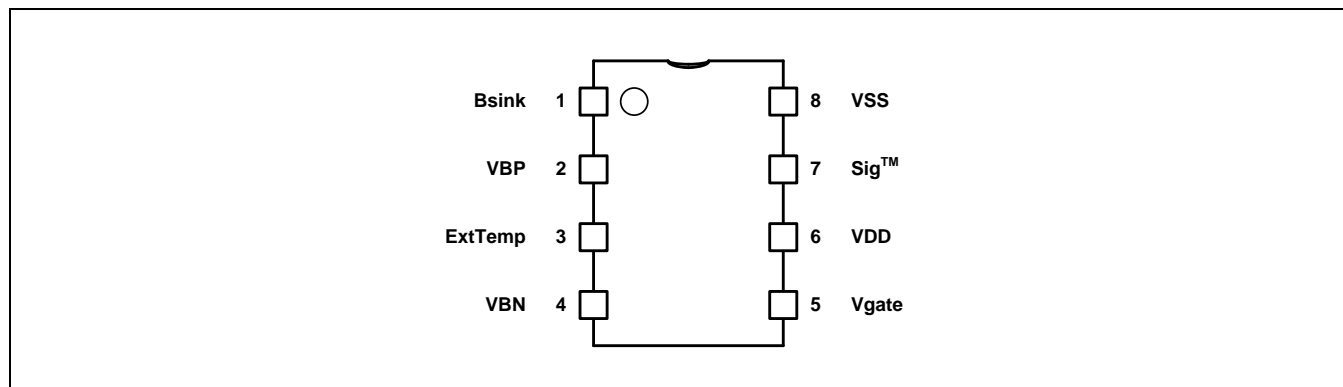 Bsink 1 8 VSS
VBP 2 7 Sig™
ExtTemp 3 6 VDD
VBN 4 5 Vgate